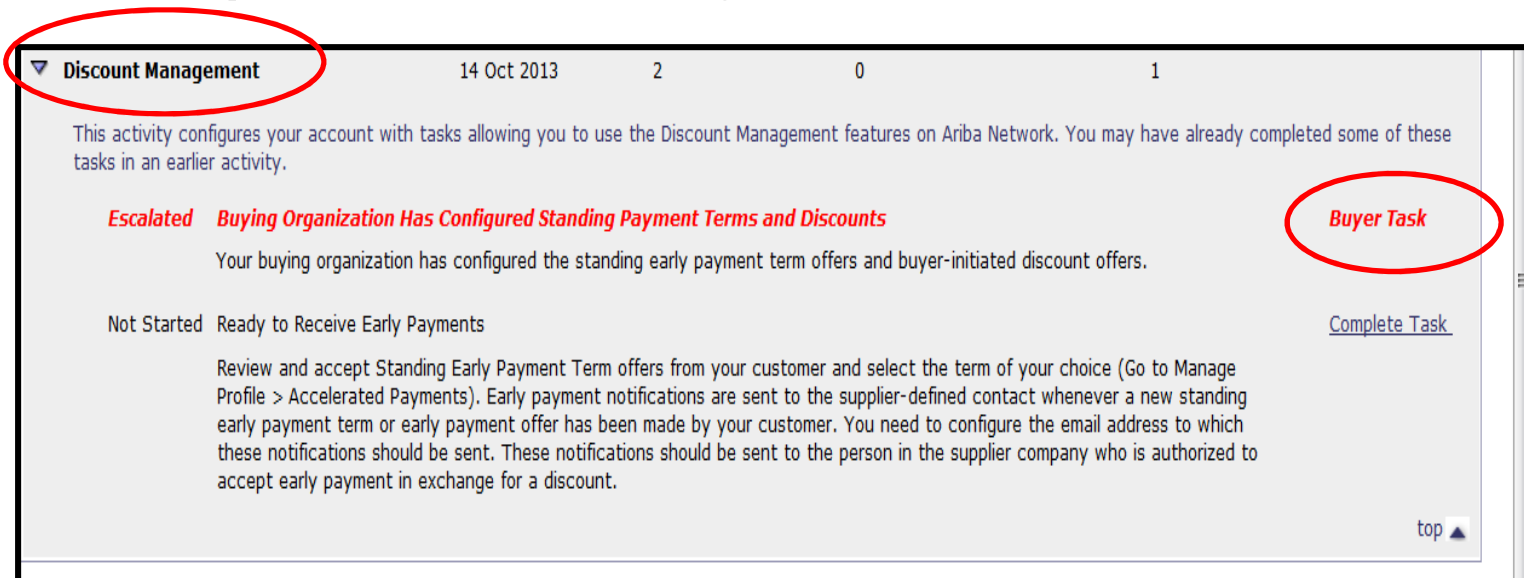 Discount Management 14 Oct 2013 2 0 1
This activity configures your account with tasks allowing you to use the Discount Management features on Ariba Network. You may have already completed some of these
tasks in an earlier activity.
Escalated Buying Organization Has Configured Standing Payment Terms and Discounts Buyer Task
Your buying organization has configured the standing early payment term offers and buyer-initiated discount offers.
Not Started Ready to Receive Early Payments Complete Task
Review and accept Standing Early Payment Term offers from your customer and select the term of your choice (Go to Manage
Profile > Accelerated Payments). Early payment notifications are sent to the supplier-defined contact whenever a new standing
early payment term or early payment offer has been made by your customer. You need to configure the email address to which
these notifications should be sent. These notifications should be sent to the person in the supplier company who is authorized to
accept early payment in exchange for a discount.
top